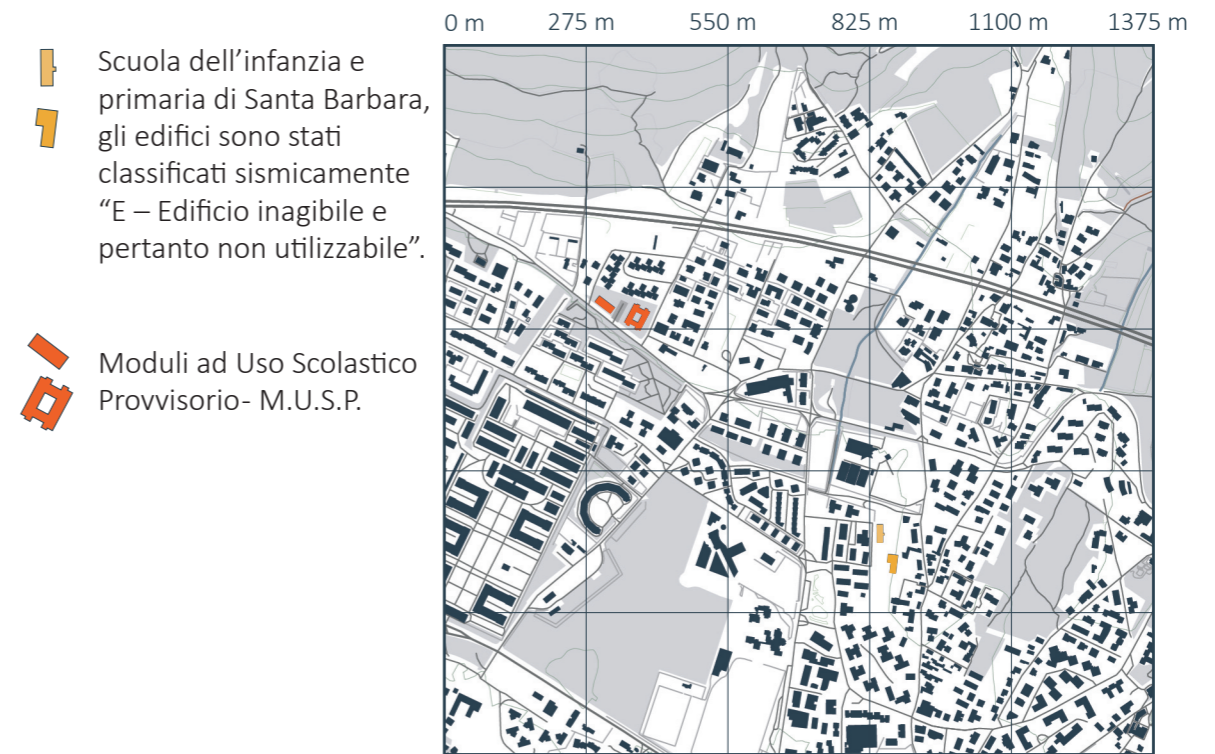 0 m 275 m 550 m 825 m 1100 m 1375 m
Scuola dell’infanzia e
primaria di Santa Barbara,
gli edifici sono stati
classificati sismicamente
“E – Edificio inagibile e
pertanto non utilizzabile”.
Moduli ad Uso Scolastico
Provvisorio- M.U.S.P.